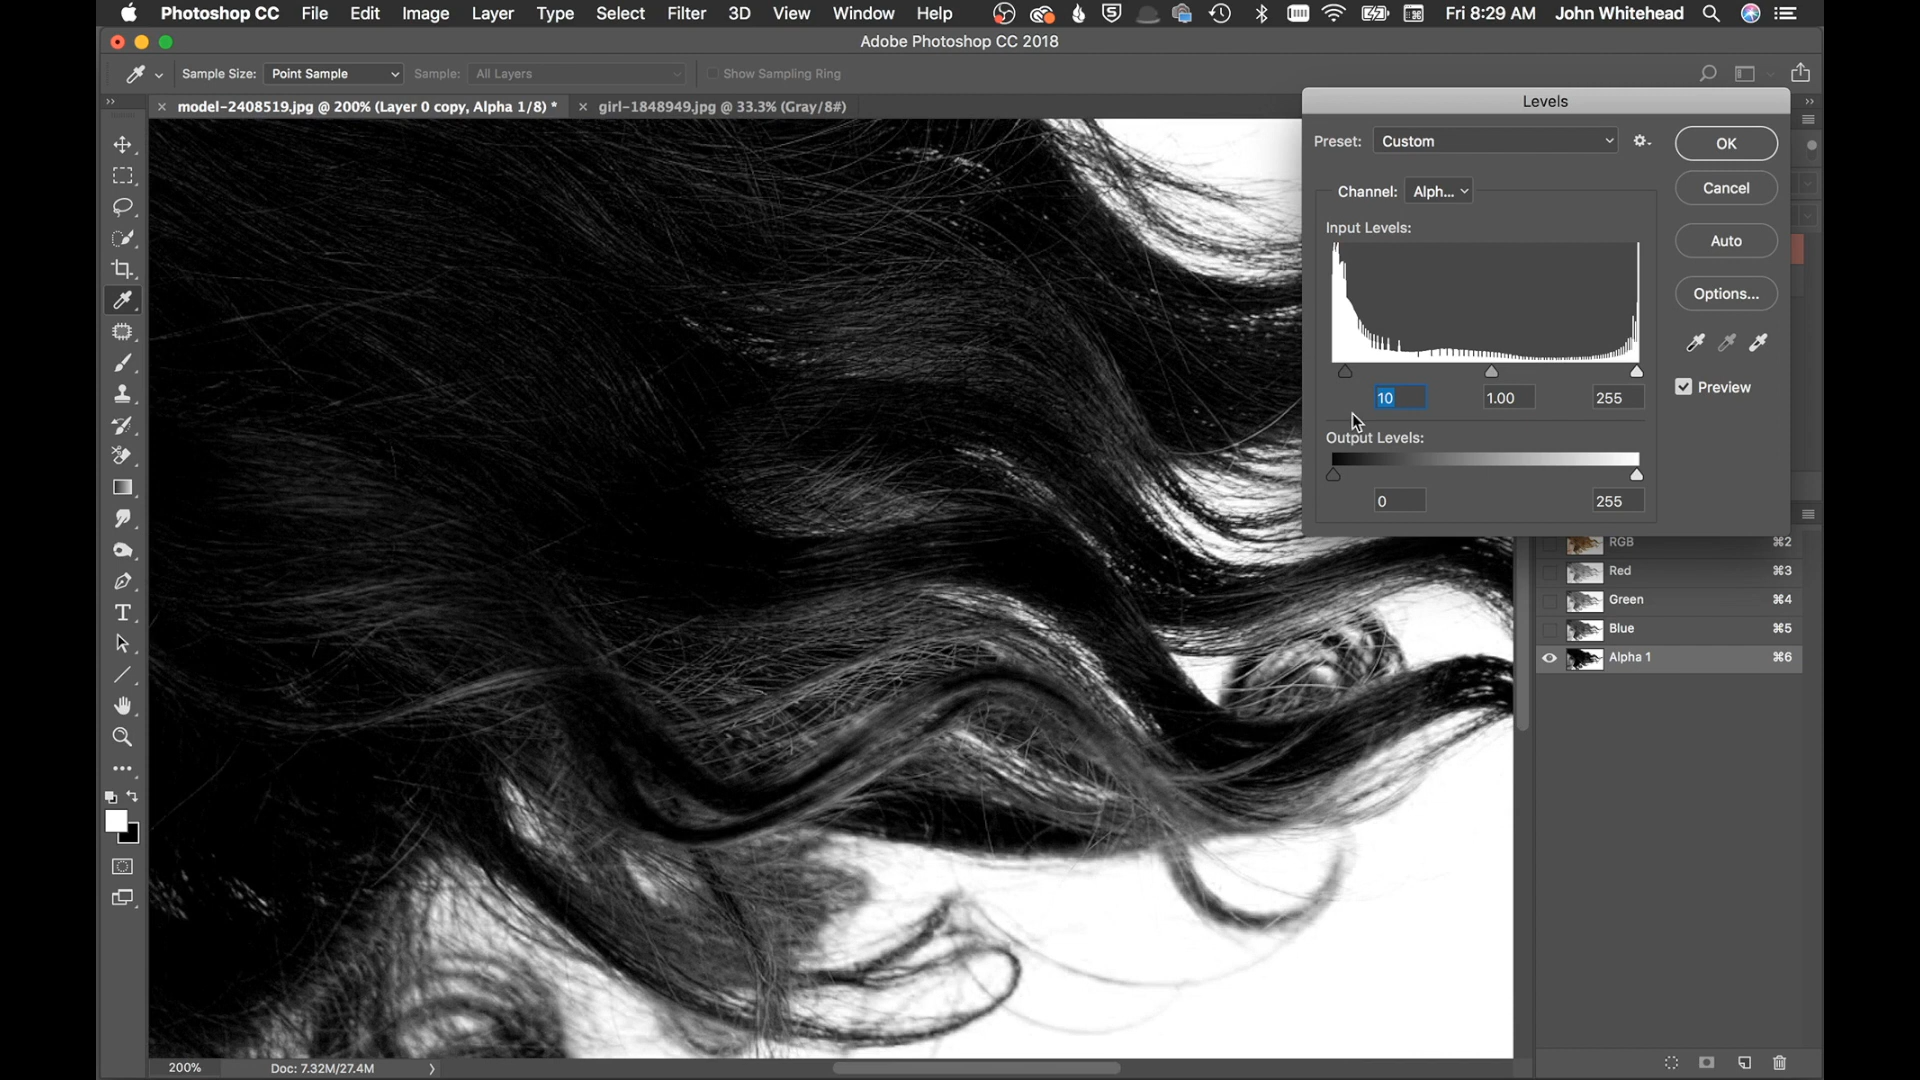 Photoshop CC File Edit Image Layer Type Select Filter 3D View Window Help Fri 8:29 AM John Whitehead
Adobe Photoshop CC 2018
Sample Size: Point Sample Sample: All Layers Show Sampling Ring
model-2408519.jpg @ 200% (Layer 0 copy, Alpha 1/8) * girl-1848949.jpg @ 33.3% (Gray/8#)
Levels
Preset: Custom
OK
Channel: Alph...
Cancel
Input Levels:
Auto
Options...
Preview
10 1.00 255
Output Levels:
0 255
RGB ⌘2
Red ⌘3
Green ⌘4
Blue ⌘5
Alpha 1 ⌘6
200% Doc: 7.32M/27.4M